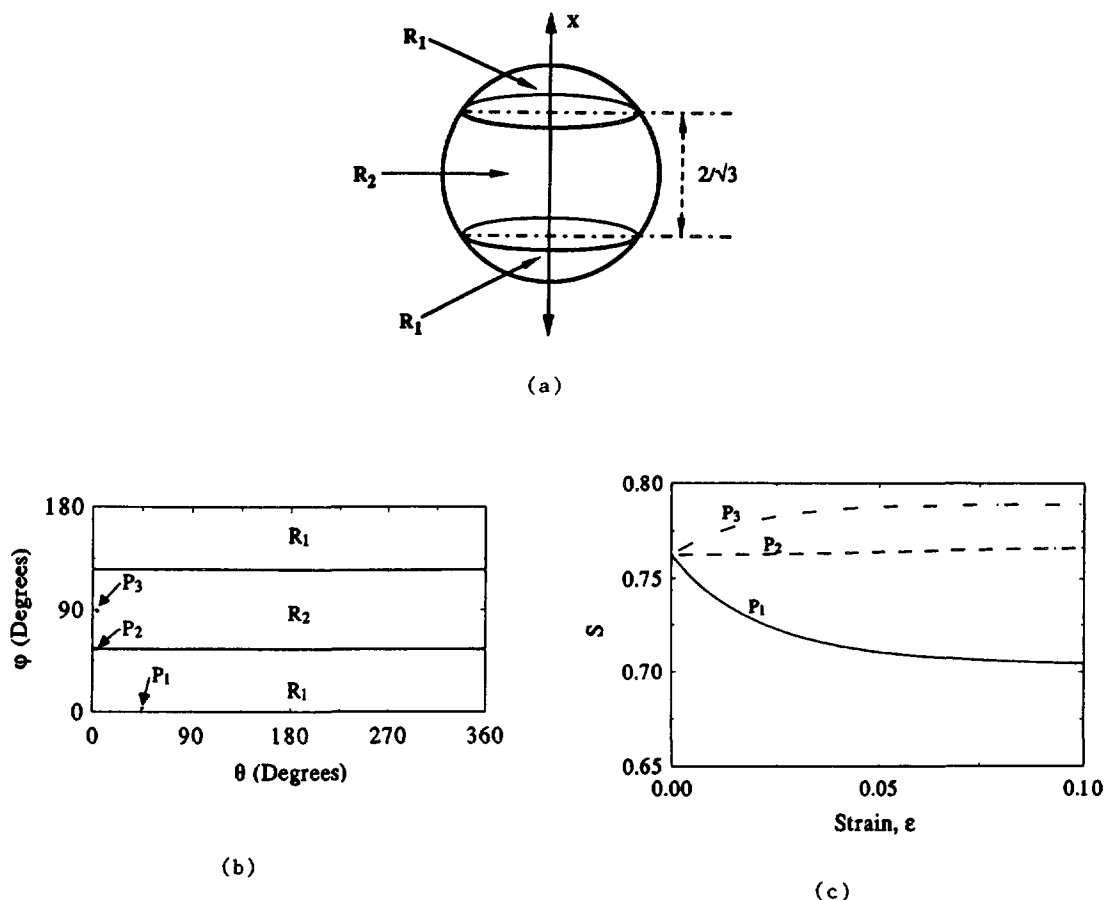 X
R₁
R₂
2/√3
R₁
(a)
180
R₁
P₃
90
R₂
P₂
P₁
R₁
0
0 90 180 270 360
φ (Degrees)
θ (Degrees)
(b)
0.80
P₃
P₂
0.75
P₁
S
0.70
0.65
0.00 0.05 0.10
Strain, ε
(c)